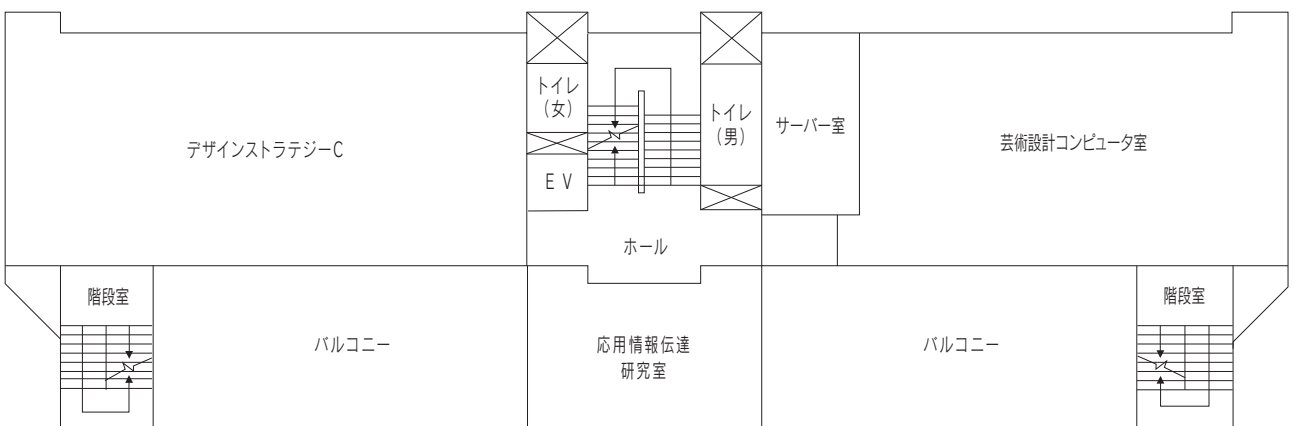 トイレ
(女)
トイレ
(男)
サーバー室
デザインストラテジーC
芸術設計コンピュータ室
EV
ホール
階段室
階段室
バルコニー
応用情報伝達
研究室
バルコニー